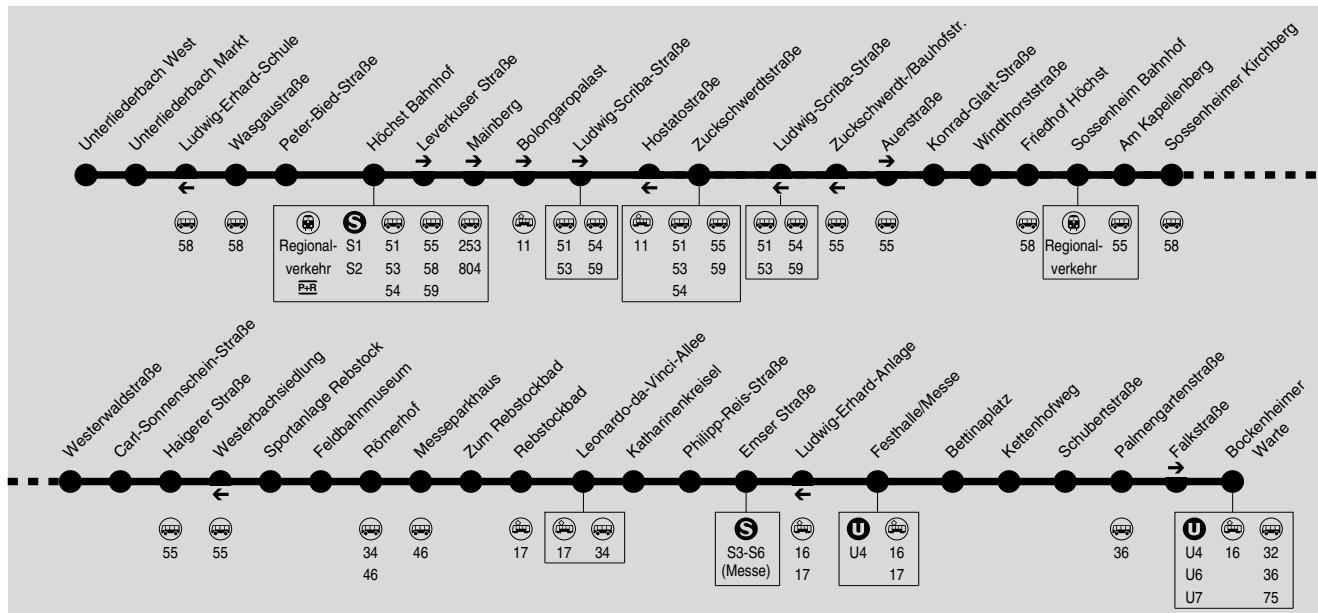 Unterliederbach West
Unterliederbach Markt
Ludwig-Erhard-Schule
Wasgaustraße
Peter-Bied-Straße
Höchst Bahnhof
Leverkuser Straße
Mainberg
Bolongaropalast
Ludwig-Scriba-Straße
Hostatostraße
Zuckschwerdtstraße
Ludwig-Scriba-Straße
Zuckschwerdt-/Bauhofstr.
Auerstraße
Konrad-Glatt-Straße
Windhorststraße
Friedhof Höchst
Sossenheim Bahnhof
Am Kapellenberg
Sossenheimer Kirchberg
→ → → → →
← ← ← ←
S
58 58 Regional- S1 51 55 253 11 51 54 11 51 55 51 54 55 55 58 Regional- 55 58
verkehr S2 53 58 804 53 59 53 59 53 59 verkehr
P+R 54 59 54
Westerwaldstraße
Carl-Sonnenschein-Straße
Haigerer Straße
Westerbachsiedlung
Sportanlage Rebstock
Feldbahnmuseum
Römerhof
Messeparkhaus
Zum Rebstockbad
Rebstockbad
Leonardo-da-Vinci-Allee
Katharinenkreisel
Philipp-Reis-Straße
Emser Straße
Ludwig-Erhard-Anlage
Festhalle/Messe
Bettinaplatz
Kettenhofweg
Schubertstraße
Palmengartenstraße
Falkstraße
Bockenheimer
Warte
→
← ←
S U U
55 55 34 46 17 17 34 S3-S6 16 U4 16 36 U4 16 32
46 (Messe) 17 17 U6 36
U7 75